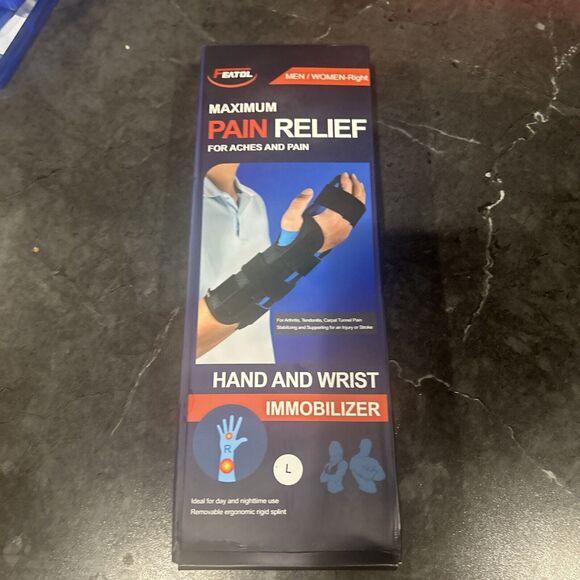 FEATOL
MEN / WOMEN-Right
MAXIMUM
PAIN RELIEF
FOR ACHES AND PAIN
For Arthritis, Tendonitis, Carpal Tunnel Pain
Stabilizing and Supporting for an Injury or Stroke
HAND AND WRIST
IMMOBILIZER
R
L
Ideal for day and nighttime use
Removable ergonomic rigid splint